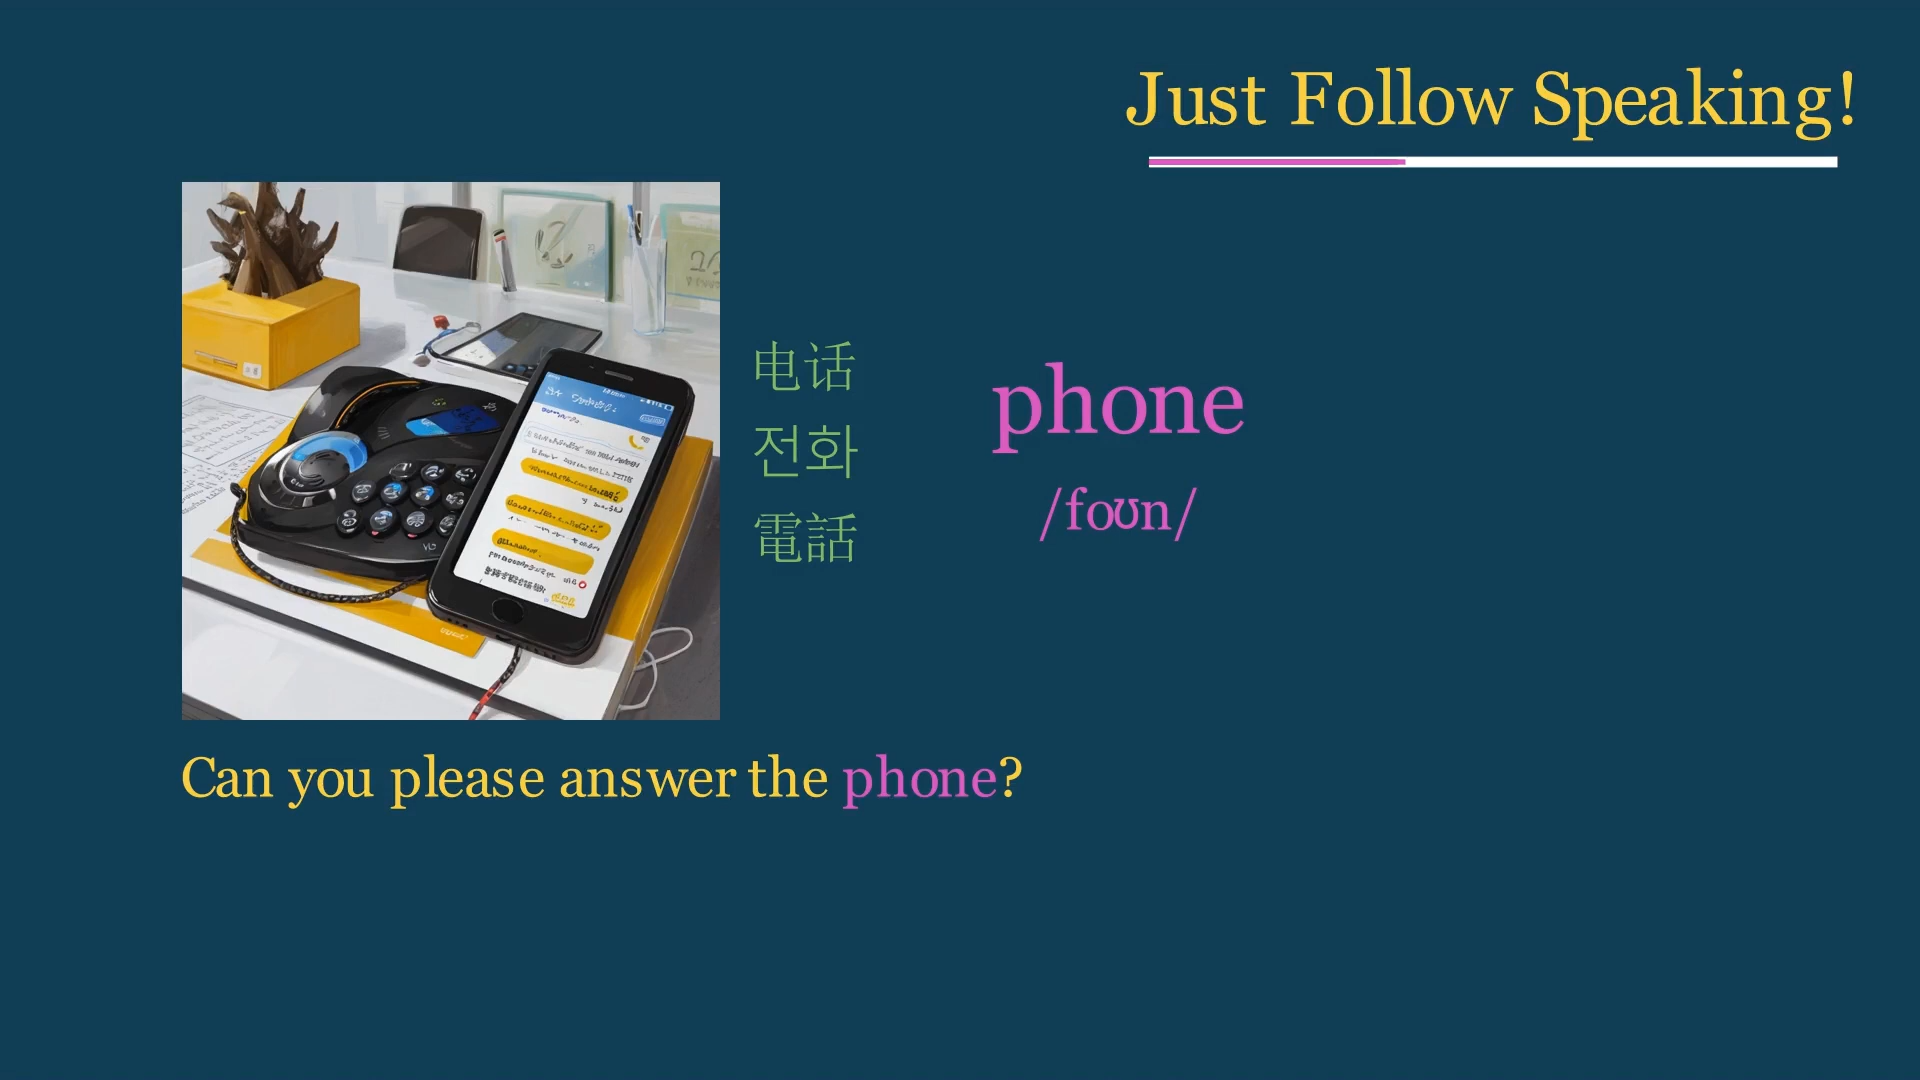 Just Follow Speaking!
电话
전화
電話
phone
/foʊn/
Can you please answer the phone?